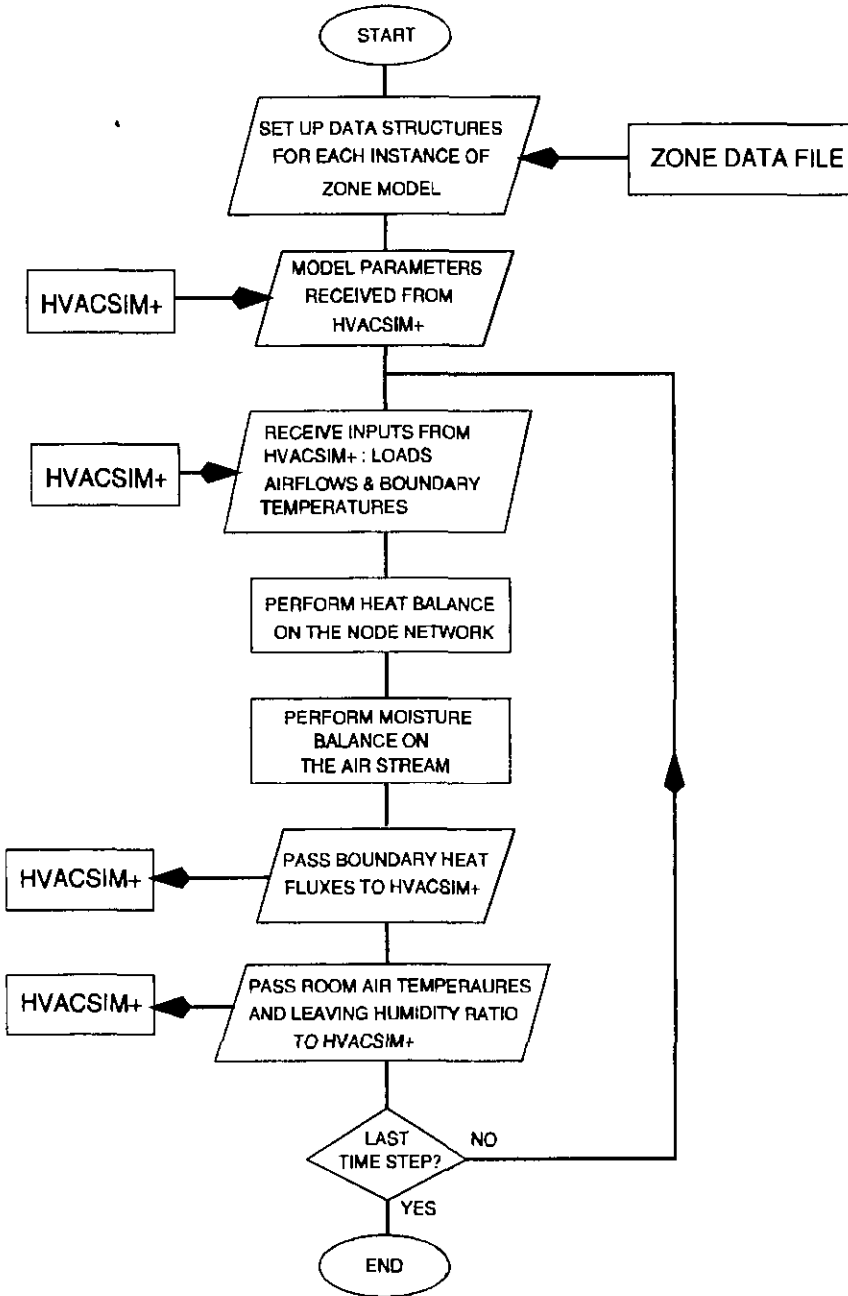 START
SET UP DATA STRUCTURES
FOR EACH INSTANCE OF
ZONE MODEL
ZONE DATA FILE
MODEL PARAMETERS
RECEIVED FROM
HVACSIM+
HVACSIM+
RECEIVE INPUTS FROM
HVACSIM+ : LOADS
AIRFLOWS & BOUNDARY
TEMPERATURES
HVACSIM+
PERFORM HEAT BALANCE
ON THE NODE NETWORK
PERFORM MOISTURE
BALANCE ON
THE AIR STREAM
PASS BOUNDARY HEAT
FLUXES TO HVACSIM+
HVACSIM+
PASS ROOM AIR TEMPERAURES
AND LEAVING HUMIDITY RATIO
TO HVACSIM+
HVACSIM+
LAST
TIME STEP?
NO
YES
END